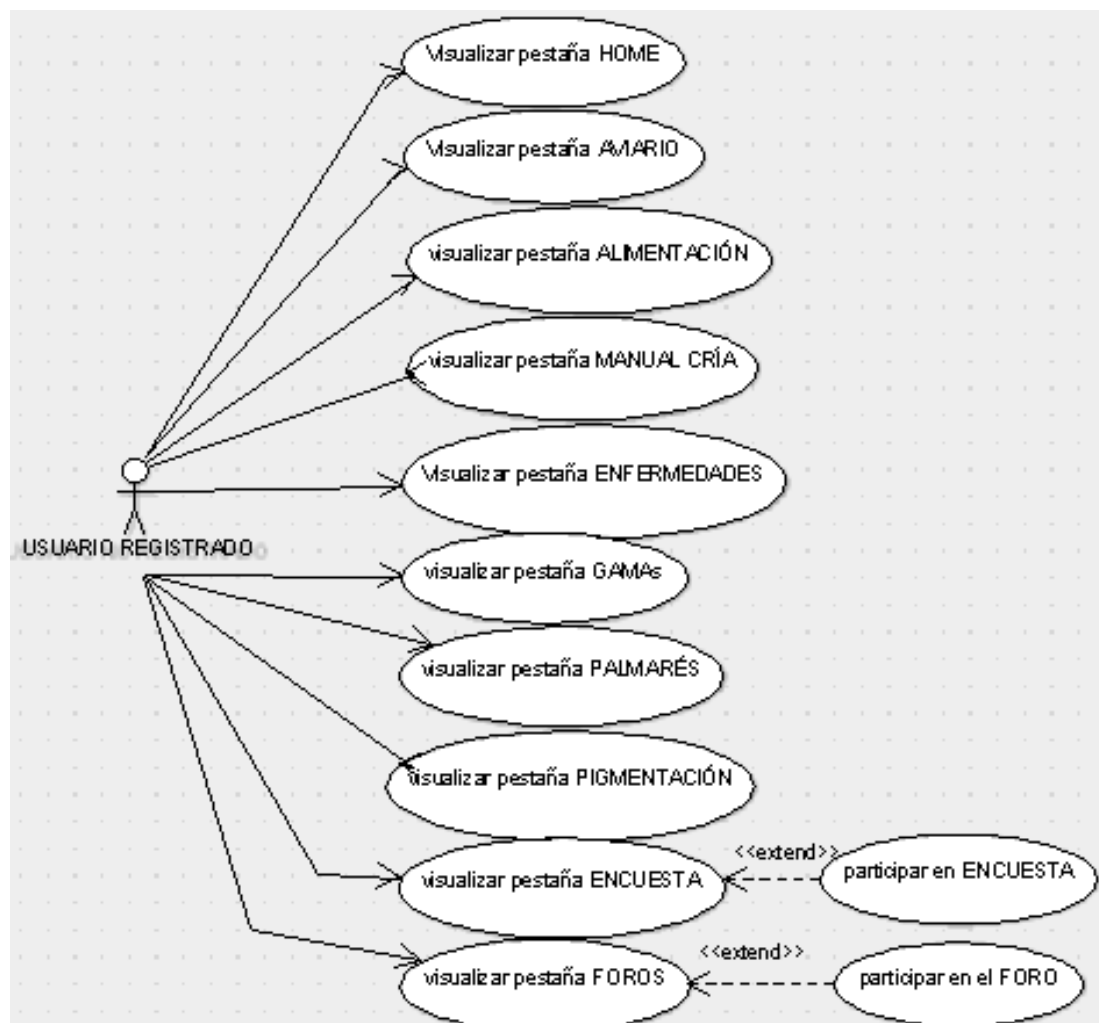 Visualizar pestaña HOME
Visualizar pestaña AVIARIO
visualizar pestaña ALIMENTACIÓN
visualizar pestaña MANUAL CRÍA
Visualizar pestaña ENFERMEDADES
USUARIO REGISTRADO
visualizar pestaña GAMAs
visualizar pestaña PALMARÉS
visualizar pestaña PIGMENTACIÓN
<<extend>>
visualizar pestaña ENCUESTA
participar en ENCUESTA
<<extend>>
visualizar pestaña FOROS
participar en el FORO